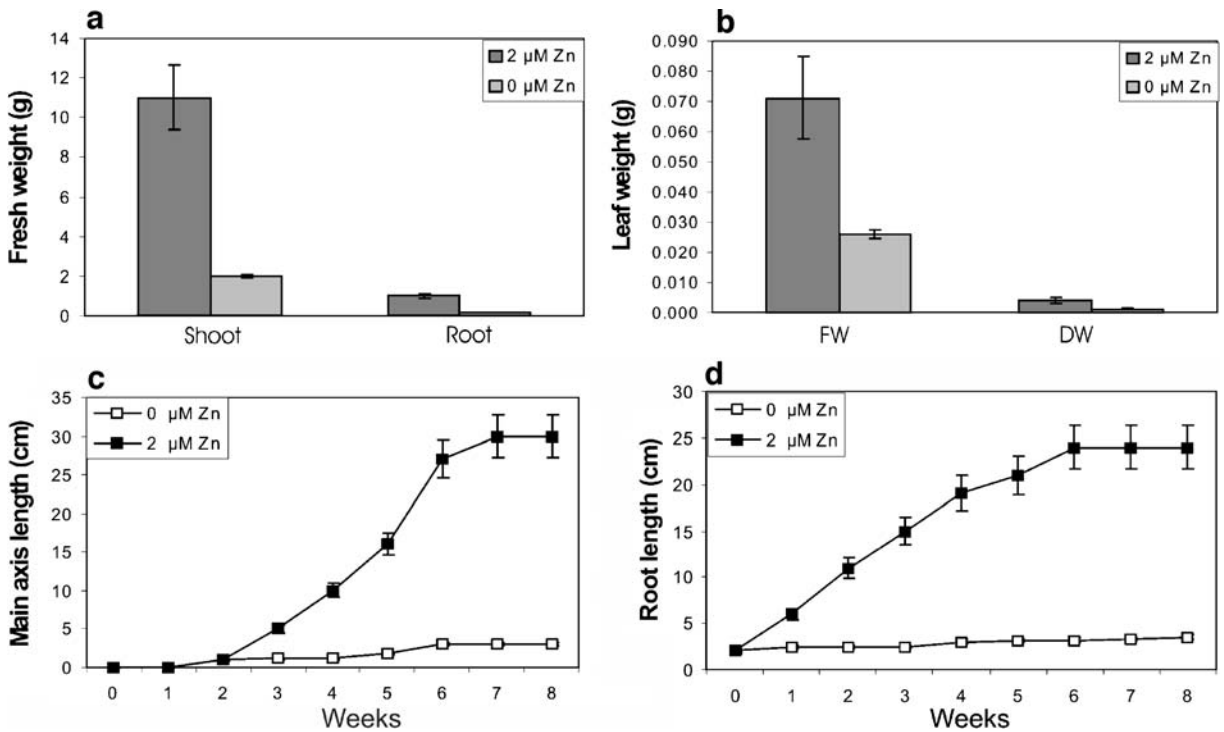 a
14
12
10
8
6
4
2
0
Fresh weight (g)
2 µM Zn
0 µM Zn
Shoot Root
b
0.090
0.080
0.070
0.060
0.050
0.040
0.030
0.020
0.010
0.000
Leaf weight (g)
2 µM Zn
0 µM Zn
FW DW
c
35
30
25
20
15
10
5
0
Main axis length (cm)
0 µM Zn
2 µM Zn
0 1 2 3 4 5 6 7 8
Weeks
d
30
25
20
15
10
5
0
Root length (cm)
0 µM Zn
2 µM Zn
0 1 2 3 4 5 6 7 8
Weeks